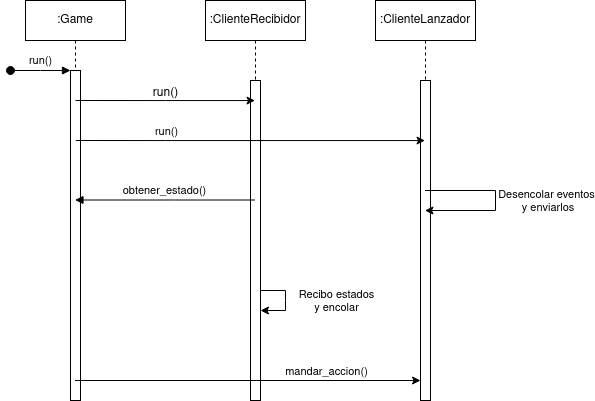 :Game
:ClienteRecibidor
:ClienteLanzador
run()
run()
run()
obtener_estado()
Desencolar eventos
y enviarlos
Recibo estados
y encolar
mandar_accion()